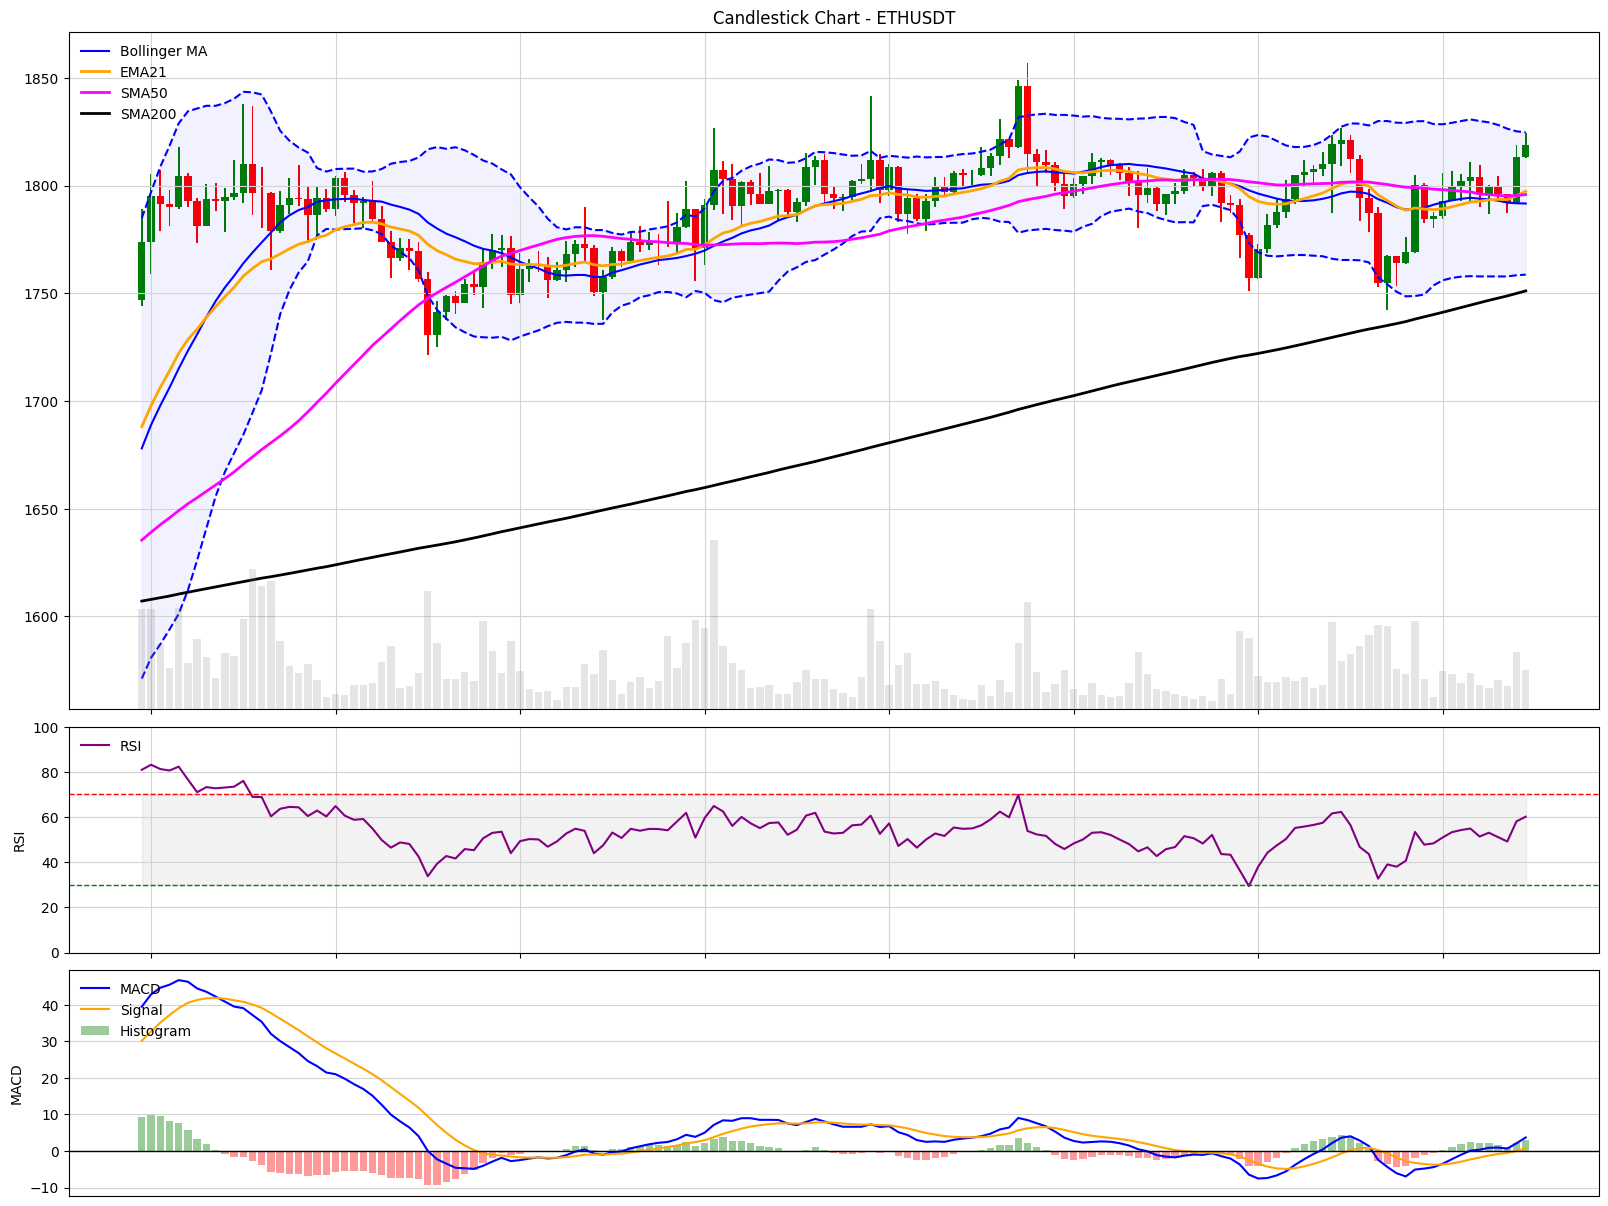 Candlestick Chart - ETHUSDT
Bollinger MA
EMA21
SMA50
SMA200
1850
1800
1750
1700
1650
1600
RSI
100
80
60
40
20
0
RSI
MACD
Signal
Histogram
40
30
20
10
0
−10
MACD